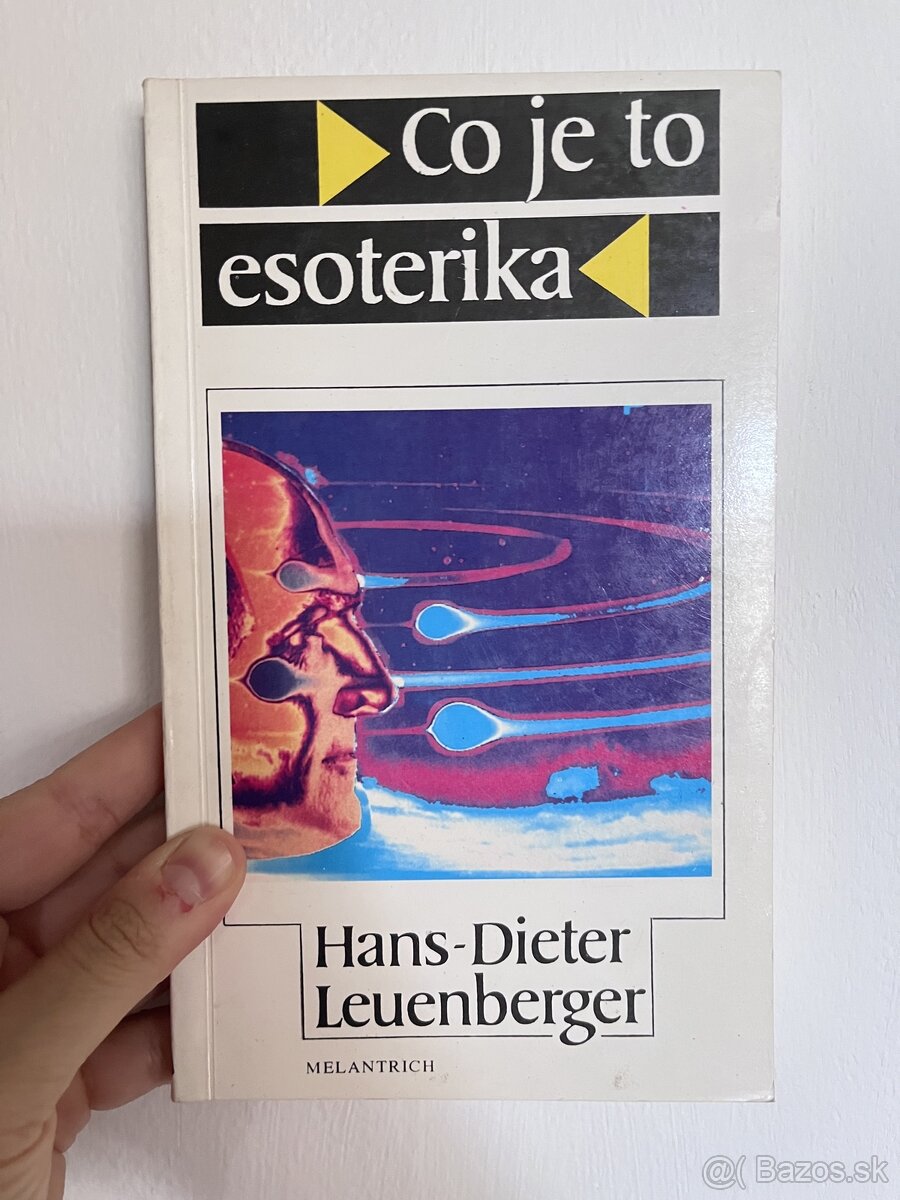 Co je to
esoterika
Hans-Dieter
Leuenberger
MELANTRICH
@( Bazos.sk